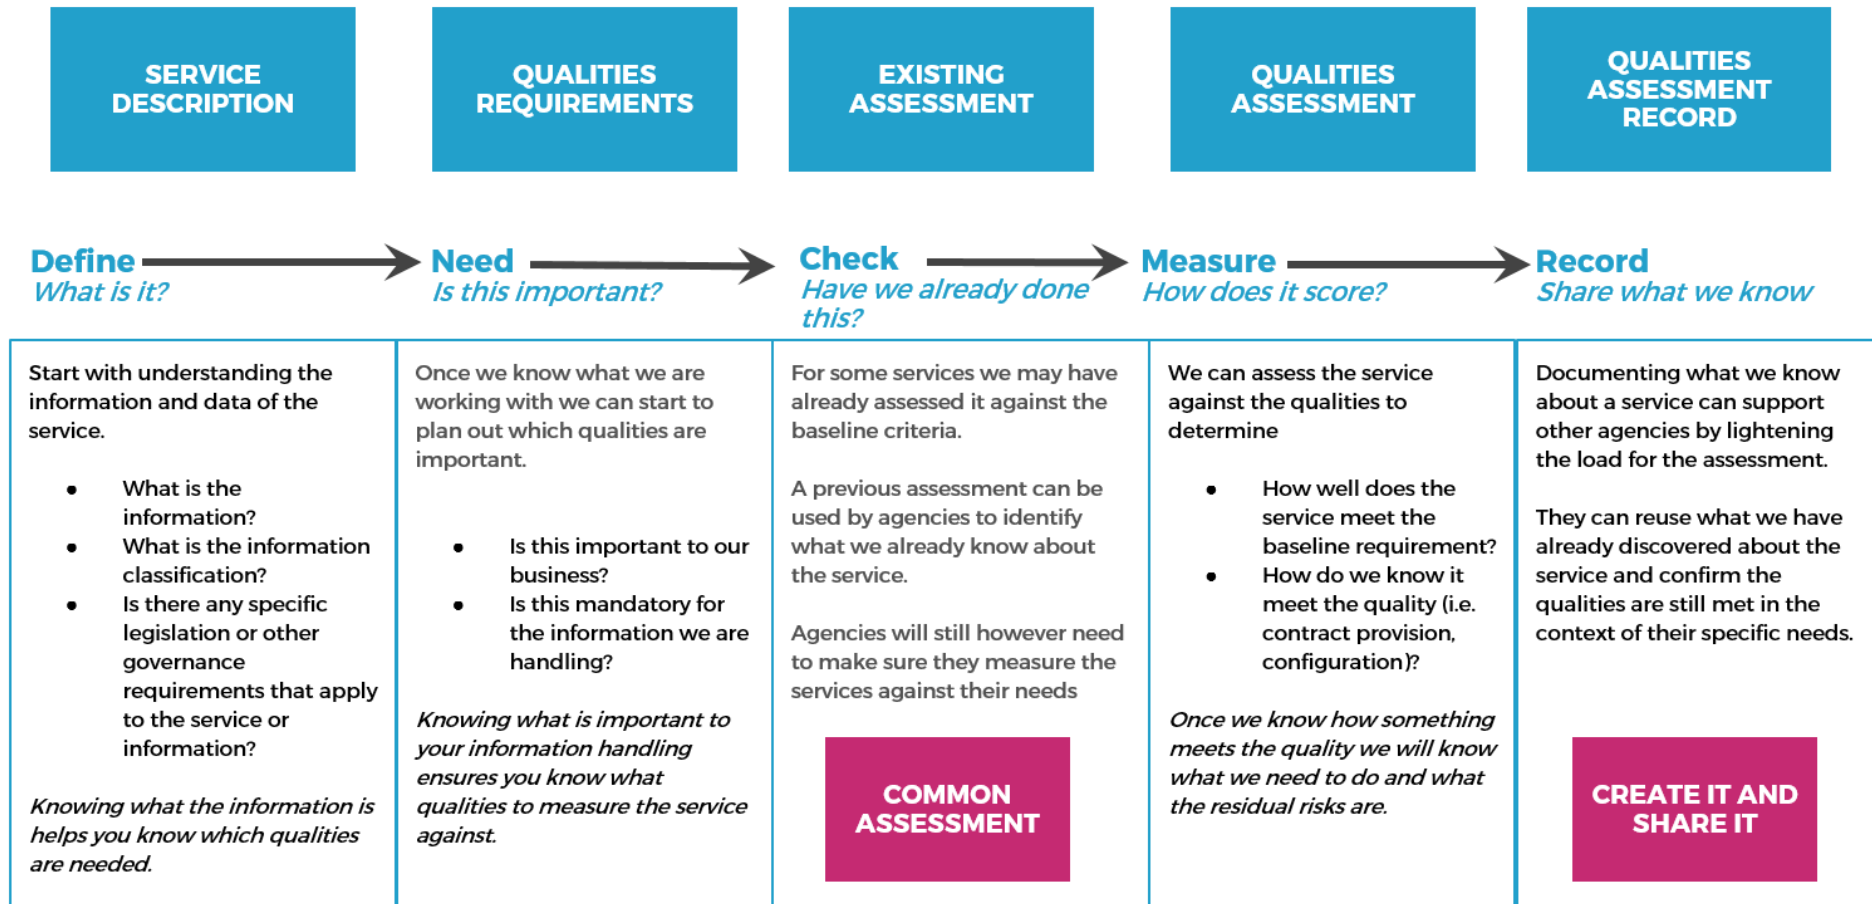 SERVICE
DESCRIPTION
QUALITIES
REQUIREMENTS
EXISTING
ASSESSMENT
QUALITIES
ASSESSMENT
QUALITIES
ASSESSMENT
RECORD
Define
What is it?
Need
Is this important?
Check
Have we already done
this?
Measure
How does it score?
Record
Share what we know
Start with understanding the
information and data of the
service.
● What is the
information?
● What is the information
classification?
● Is there any specific
legislation or other
governance
requirements that apply
to the service or
information?
Knowing what the information is
helps you know which qualities
are needed.
Once we know what we are
working with we can start to
plan out which qualities are
important.
● Is this important to our
business?
● Is this mandatory for
the information we are
handling?
Knowing what is important to
your information handling
ensures you know what
qualities to measure the service
against.
For some services we may have
already assessed it against the
baseline criteria.
A previous assessment can be
used by agencies to identify
what we already know about
the service.
Agencies will still however need
to make sure they measure the
services against their needs
COMMON
ASSESSMENT
We can assess the service
against the qualities to
determine
● How well does the
service meet the
baseline requirement?
● How do we know it
meet the quality (i.e.
contract provision,
configuration)?
Once we know how something
meets the quality we will know
what we need to do and what
the residual risks are.
Documenting what we know
about a service can support
other agencies by lightening
the load for the assessment.
They can reuse what we have
already discovered about the
service and confirm the
qualities are still met in the
context of their specific needs.
CREATE IT AND
SHARE IT